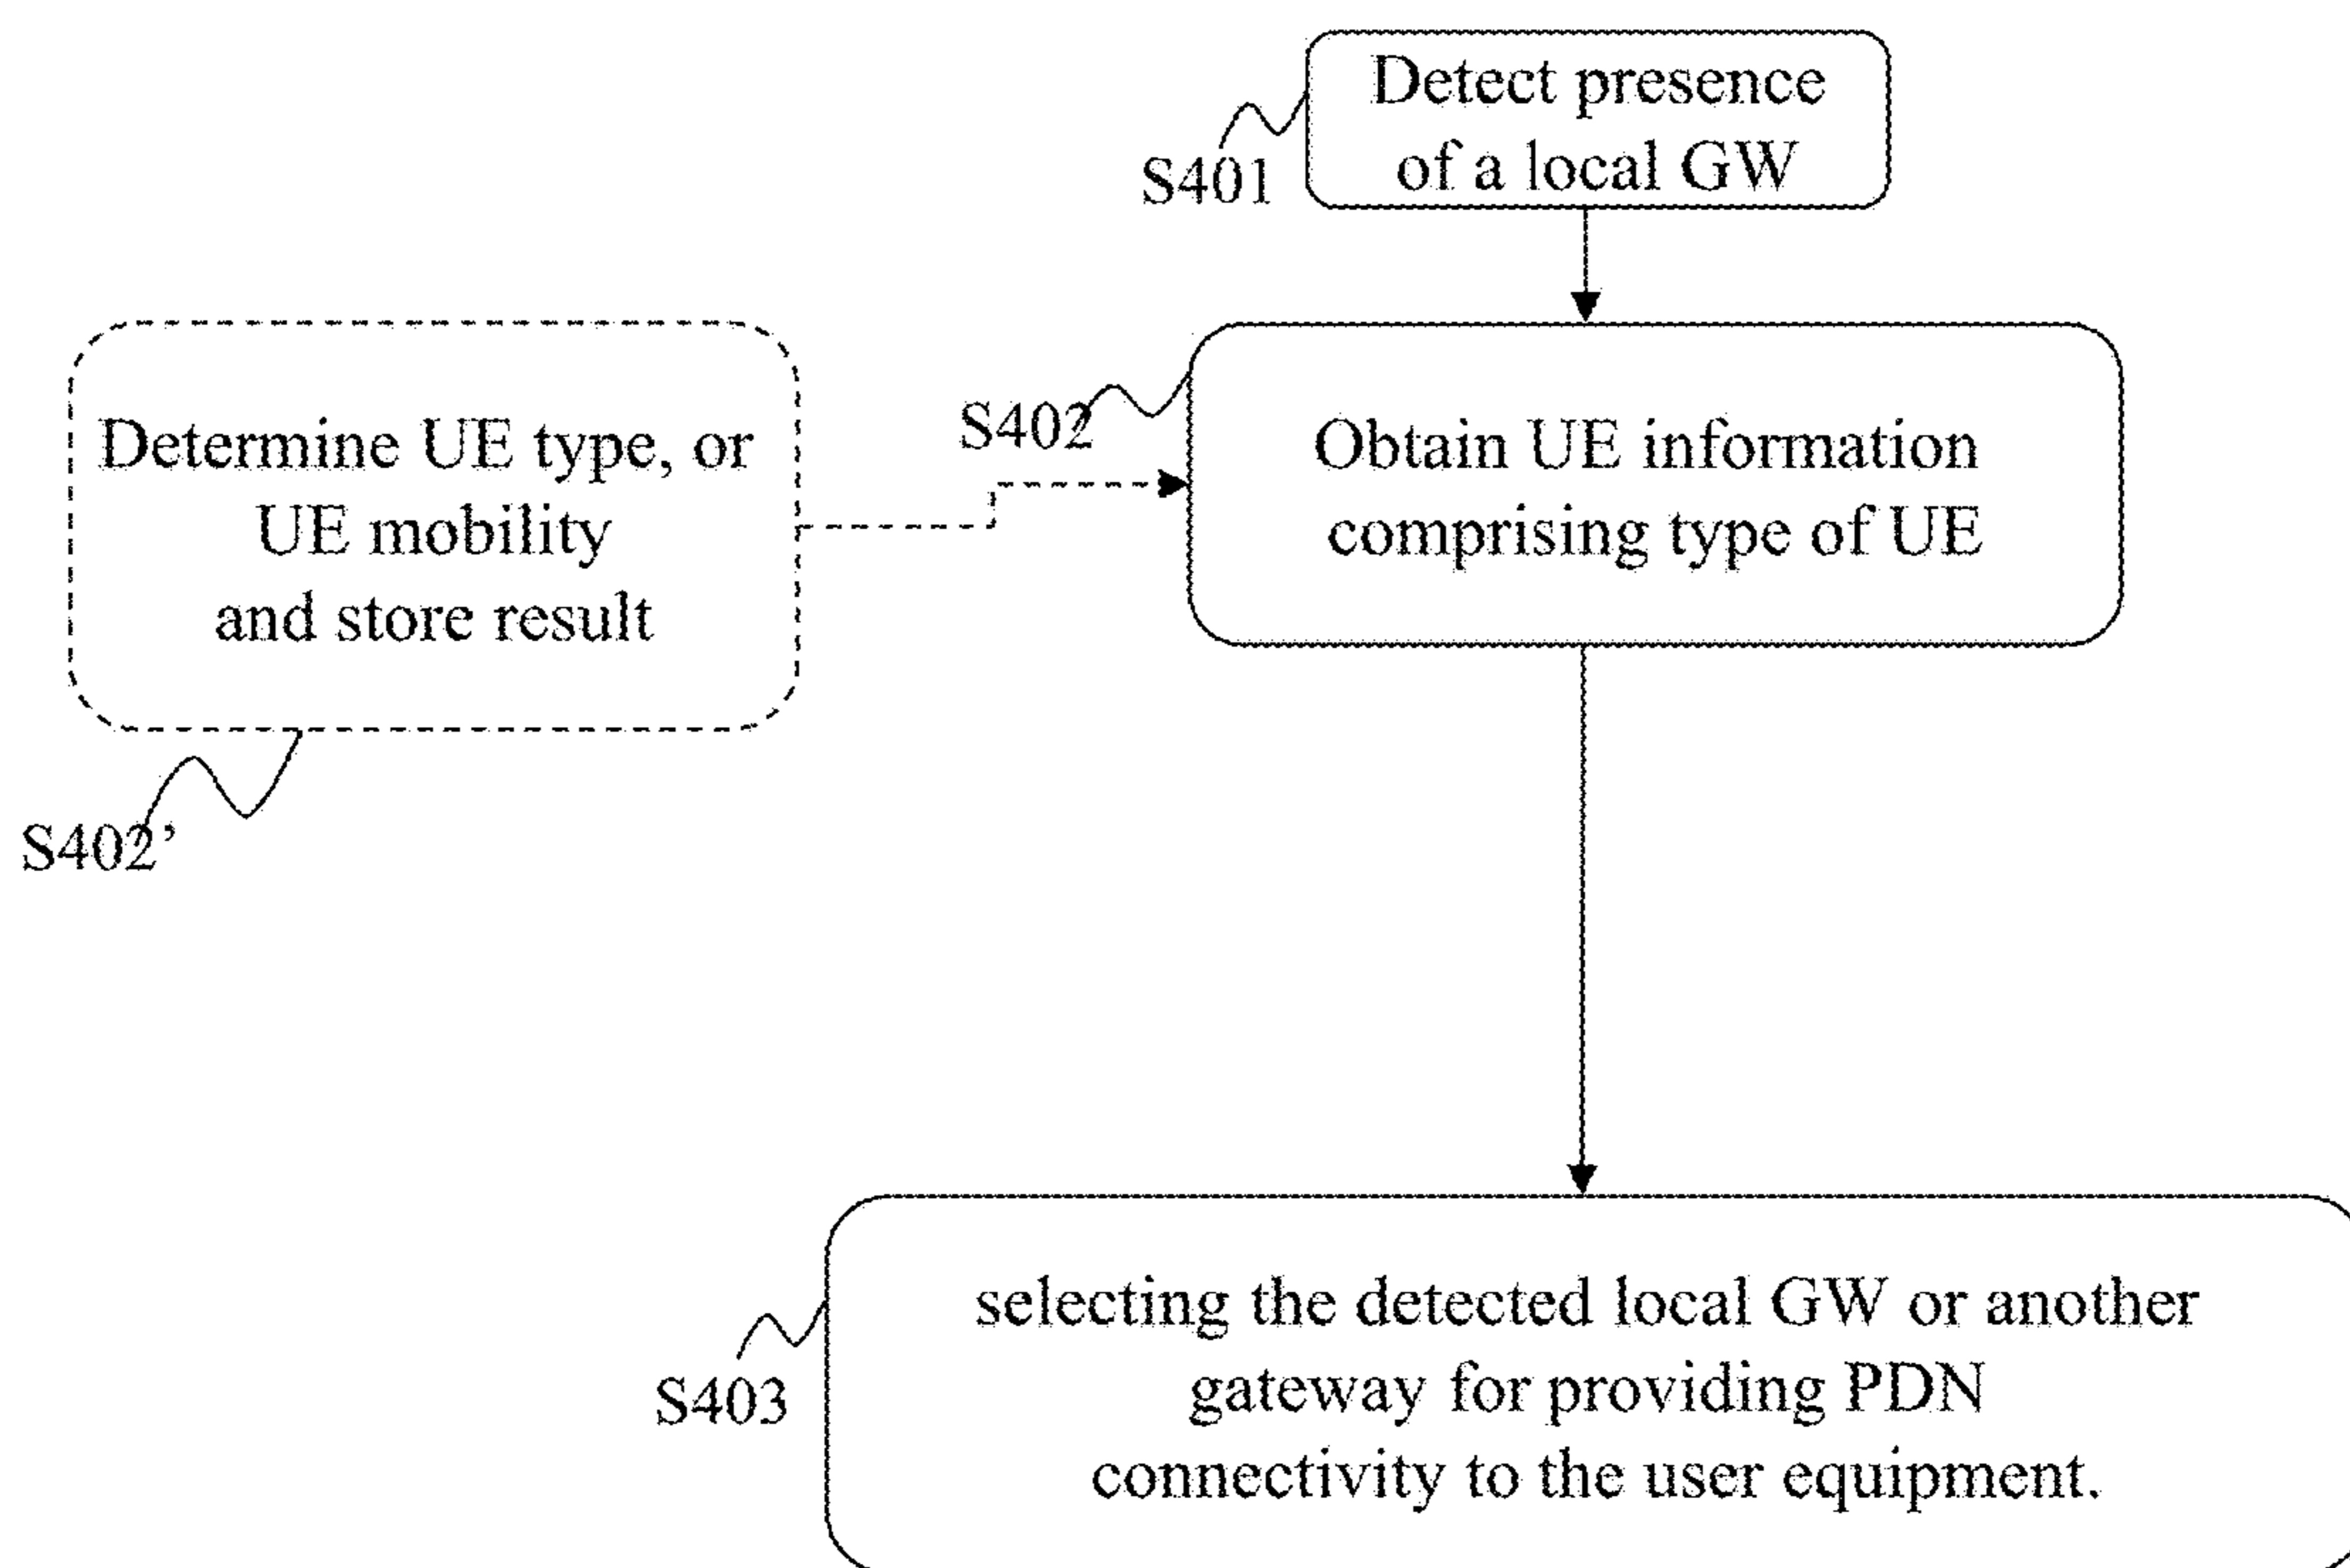 Detect presence
of a local GW
S401
Determine UE type, or
UE mobility
and store result
S402'
S402
Obtain UE information
comprising type of UE
S403
selecting the detected local GW or another
gateway for providing PDN
connectivity to the user equipment.